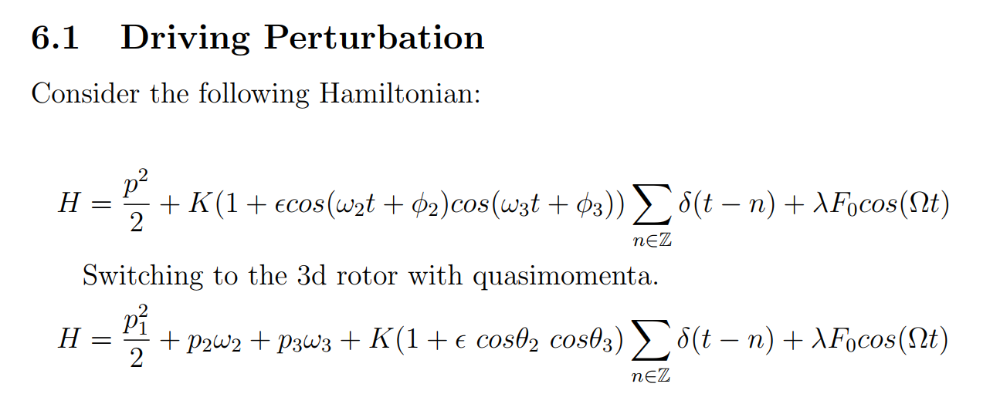 6.1 Driving Perturbation
Consider the following Hamiltonian:
H = \frac{p^2}{2} + K(1 + \epsilon cos(\omega_2 t + \phi_2)cos(\omega_3 t + \phi_3)) \sum_{n \in \mathbb{Z}} \delta(t - n) + \lambda F_0 cos(\Omega t)
Switching to the 3d rotor with quasimomenta.
H = \frac{p_1^2}{2} + p_2\omega_2 + p_3\omega_3 + K(1 + \epsilon \ cos\theta_2 \ cos\theta_3) \sum_{n \in \mathbb{Z}} \delta(t - n) + \lambda F_0 cos(\Omega t)